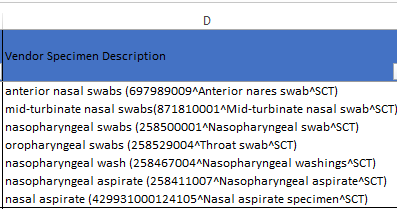 D
Vendor Specimen Description
anterior nasal swabs (697989009^Anterior nares swab^SCT)
mid-turbinate nasal swabs(871810001^Mid-turbinate nasal swab^SCT)
nasopharyngeal swabs (258500001^Nasopharyngeal swab^SCT)
oropharyngeal swabs (258529004^Throat swab^SCT)
nasopharyngeal wash (258467004^Nasopharyngeal washings^SCT)
nasopharyngeal aspirate (258411007^Nasopharyngeal aspirate^SCT)
nasal aspirate (429931000124105^Nasal aspirate specimen^SCT)